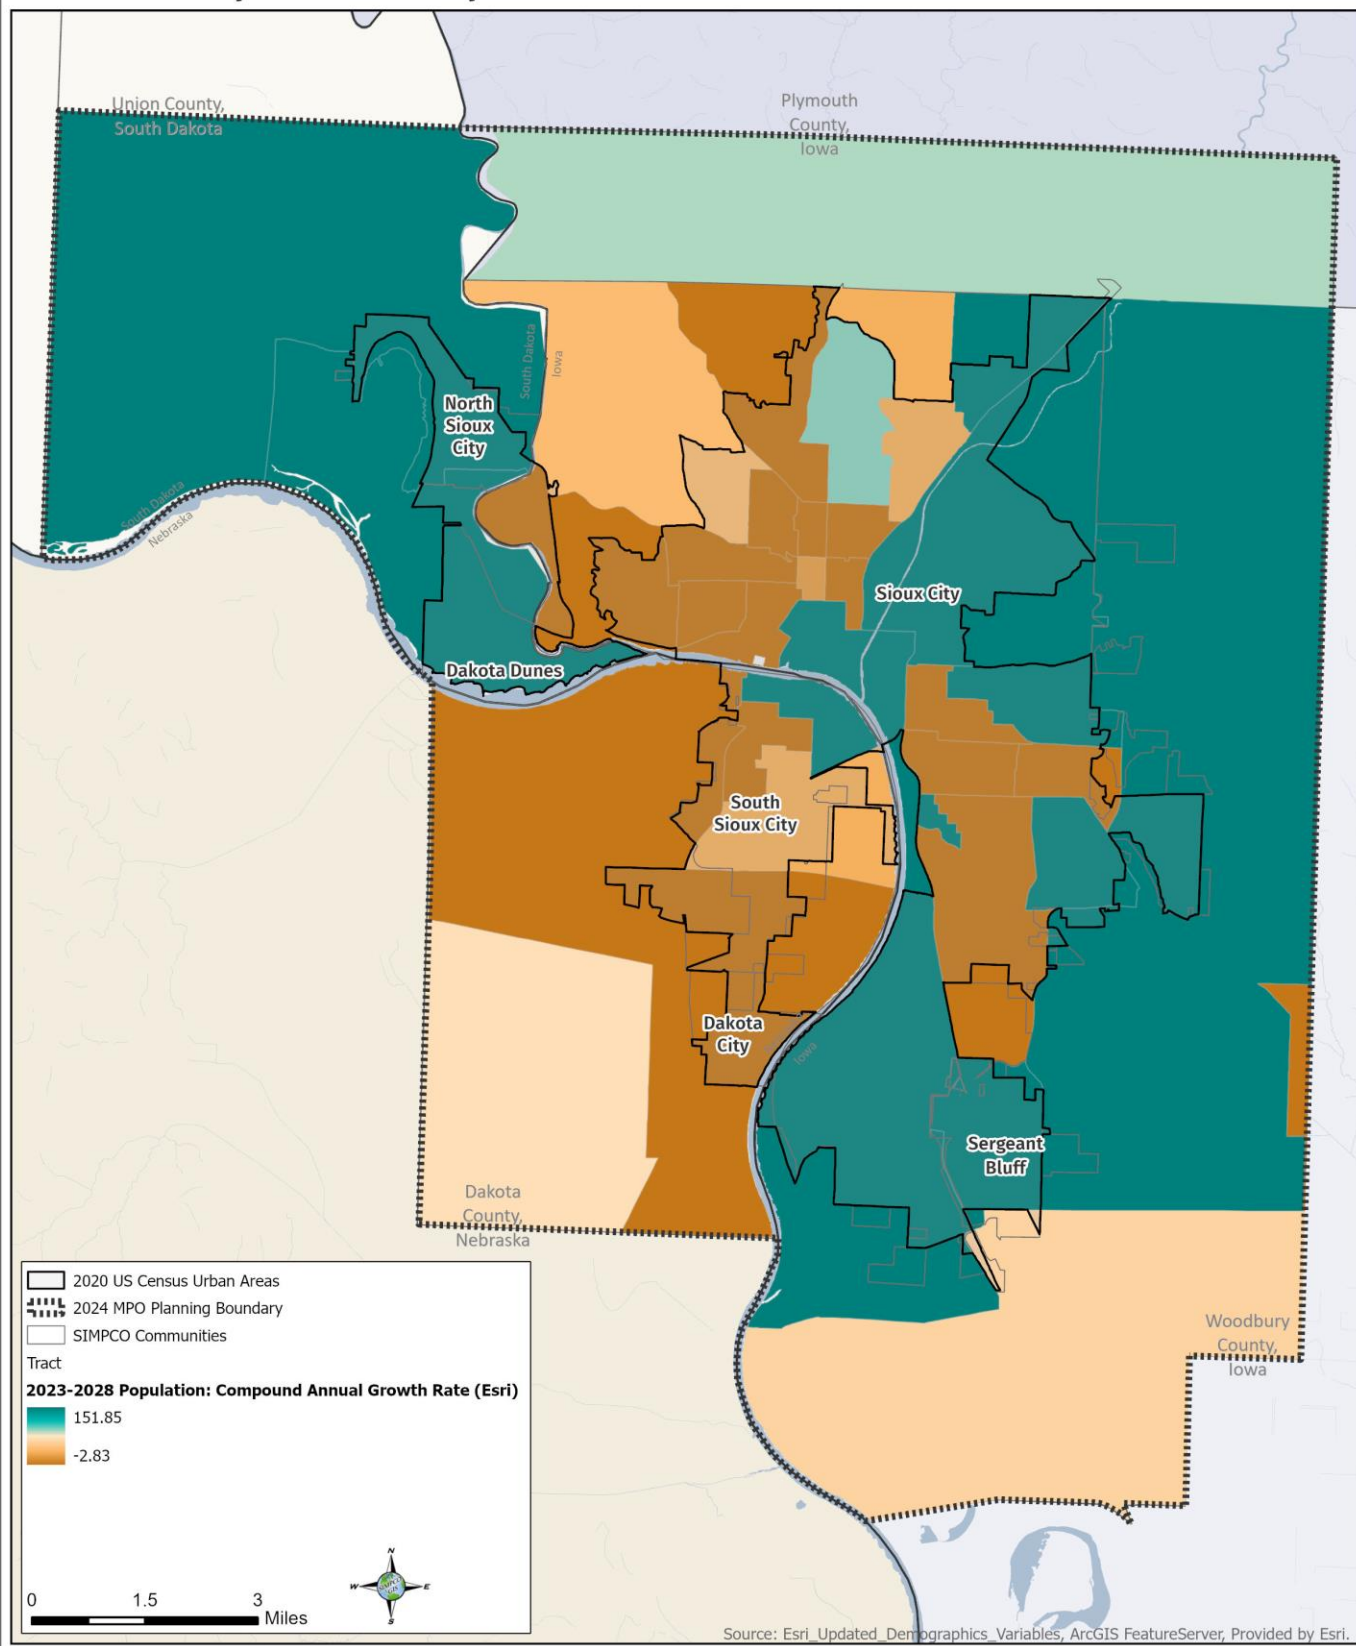 Union County,
South Dakota
Plymouth
County,
Iowa
South Dakota
Iowa
North
Sioux
City
South Dakota
Nebraska
Sioux City
Dakota Dunes
South
Sioux City
Dakota
City
Iowa
Sergeant
Bluff
Dakota
County,
Nebraska
Woodbury
County,
Iowa
2020 US Census Urban Areas
2024 MPO Planning Boundary
SIMPCO Communities
Tract
2023-2028 Population: Compound Annual Growth Rate (Esri)
151.85
-2.83
N
W
E
S
SIMPCO
GIS
0 1.5 3
Miles
Source: Esri_Updated_Demographics_Variables, ArcGIS FeatureServer, Provided by Esri.